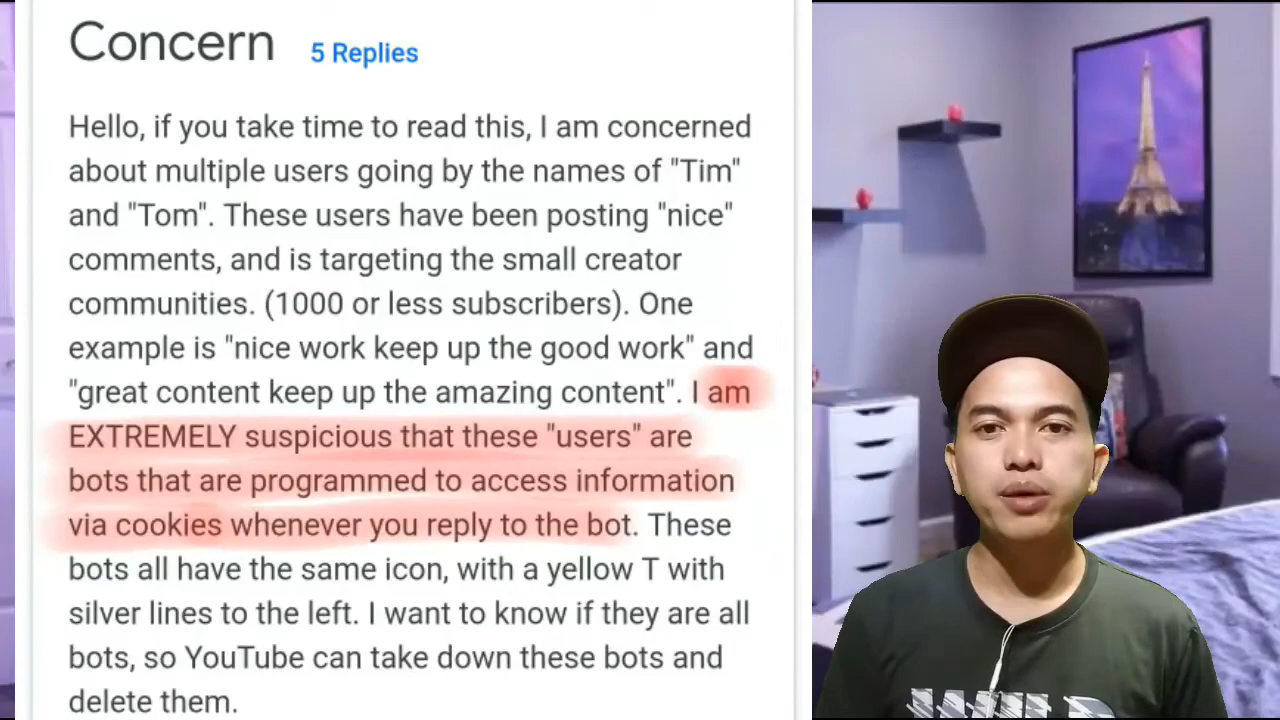 Concern 5 Replies
Hello, if you take time to read this, I am concerned
about multiple users going by the names of "Tim"
and "Tom". These users have been posting "nice"
comments, and is targeting the small creator
communities. (1000 or less subscribers). One
example is "nice work keep up the good work" and
"great content keep up the amazing content". I am
EXTREMELY suspicious that these "users" are
bots that are programmed to access information
via cookies whenever you reply to the bot. These
bots all have the same icon, with a yellow T with
silver lines to the left. I want to know if they are all
bots, so YouTube can take down these bots and
delete them.